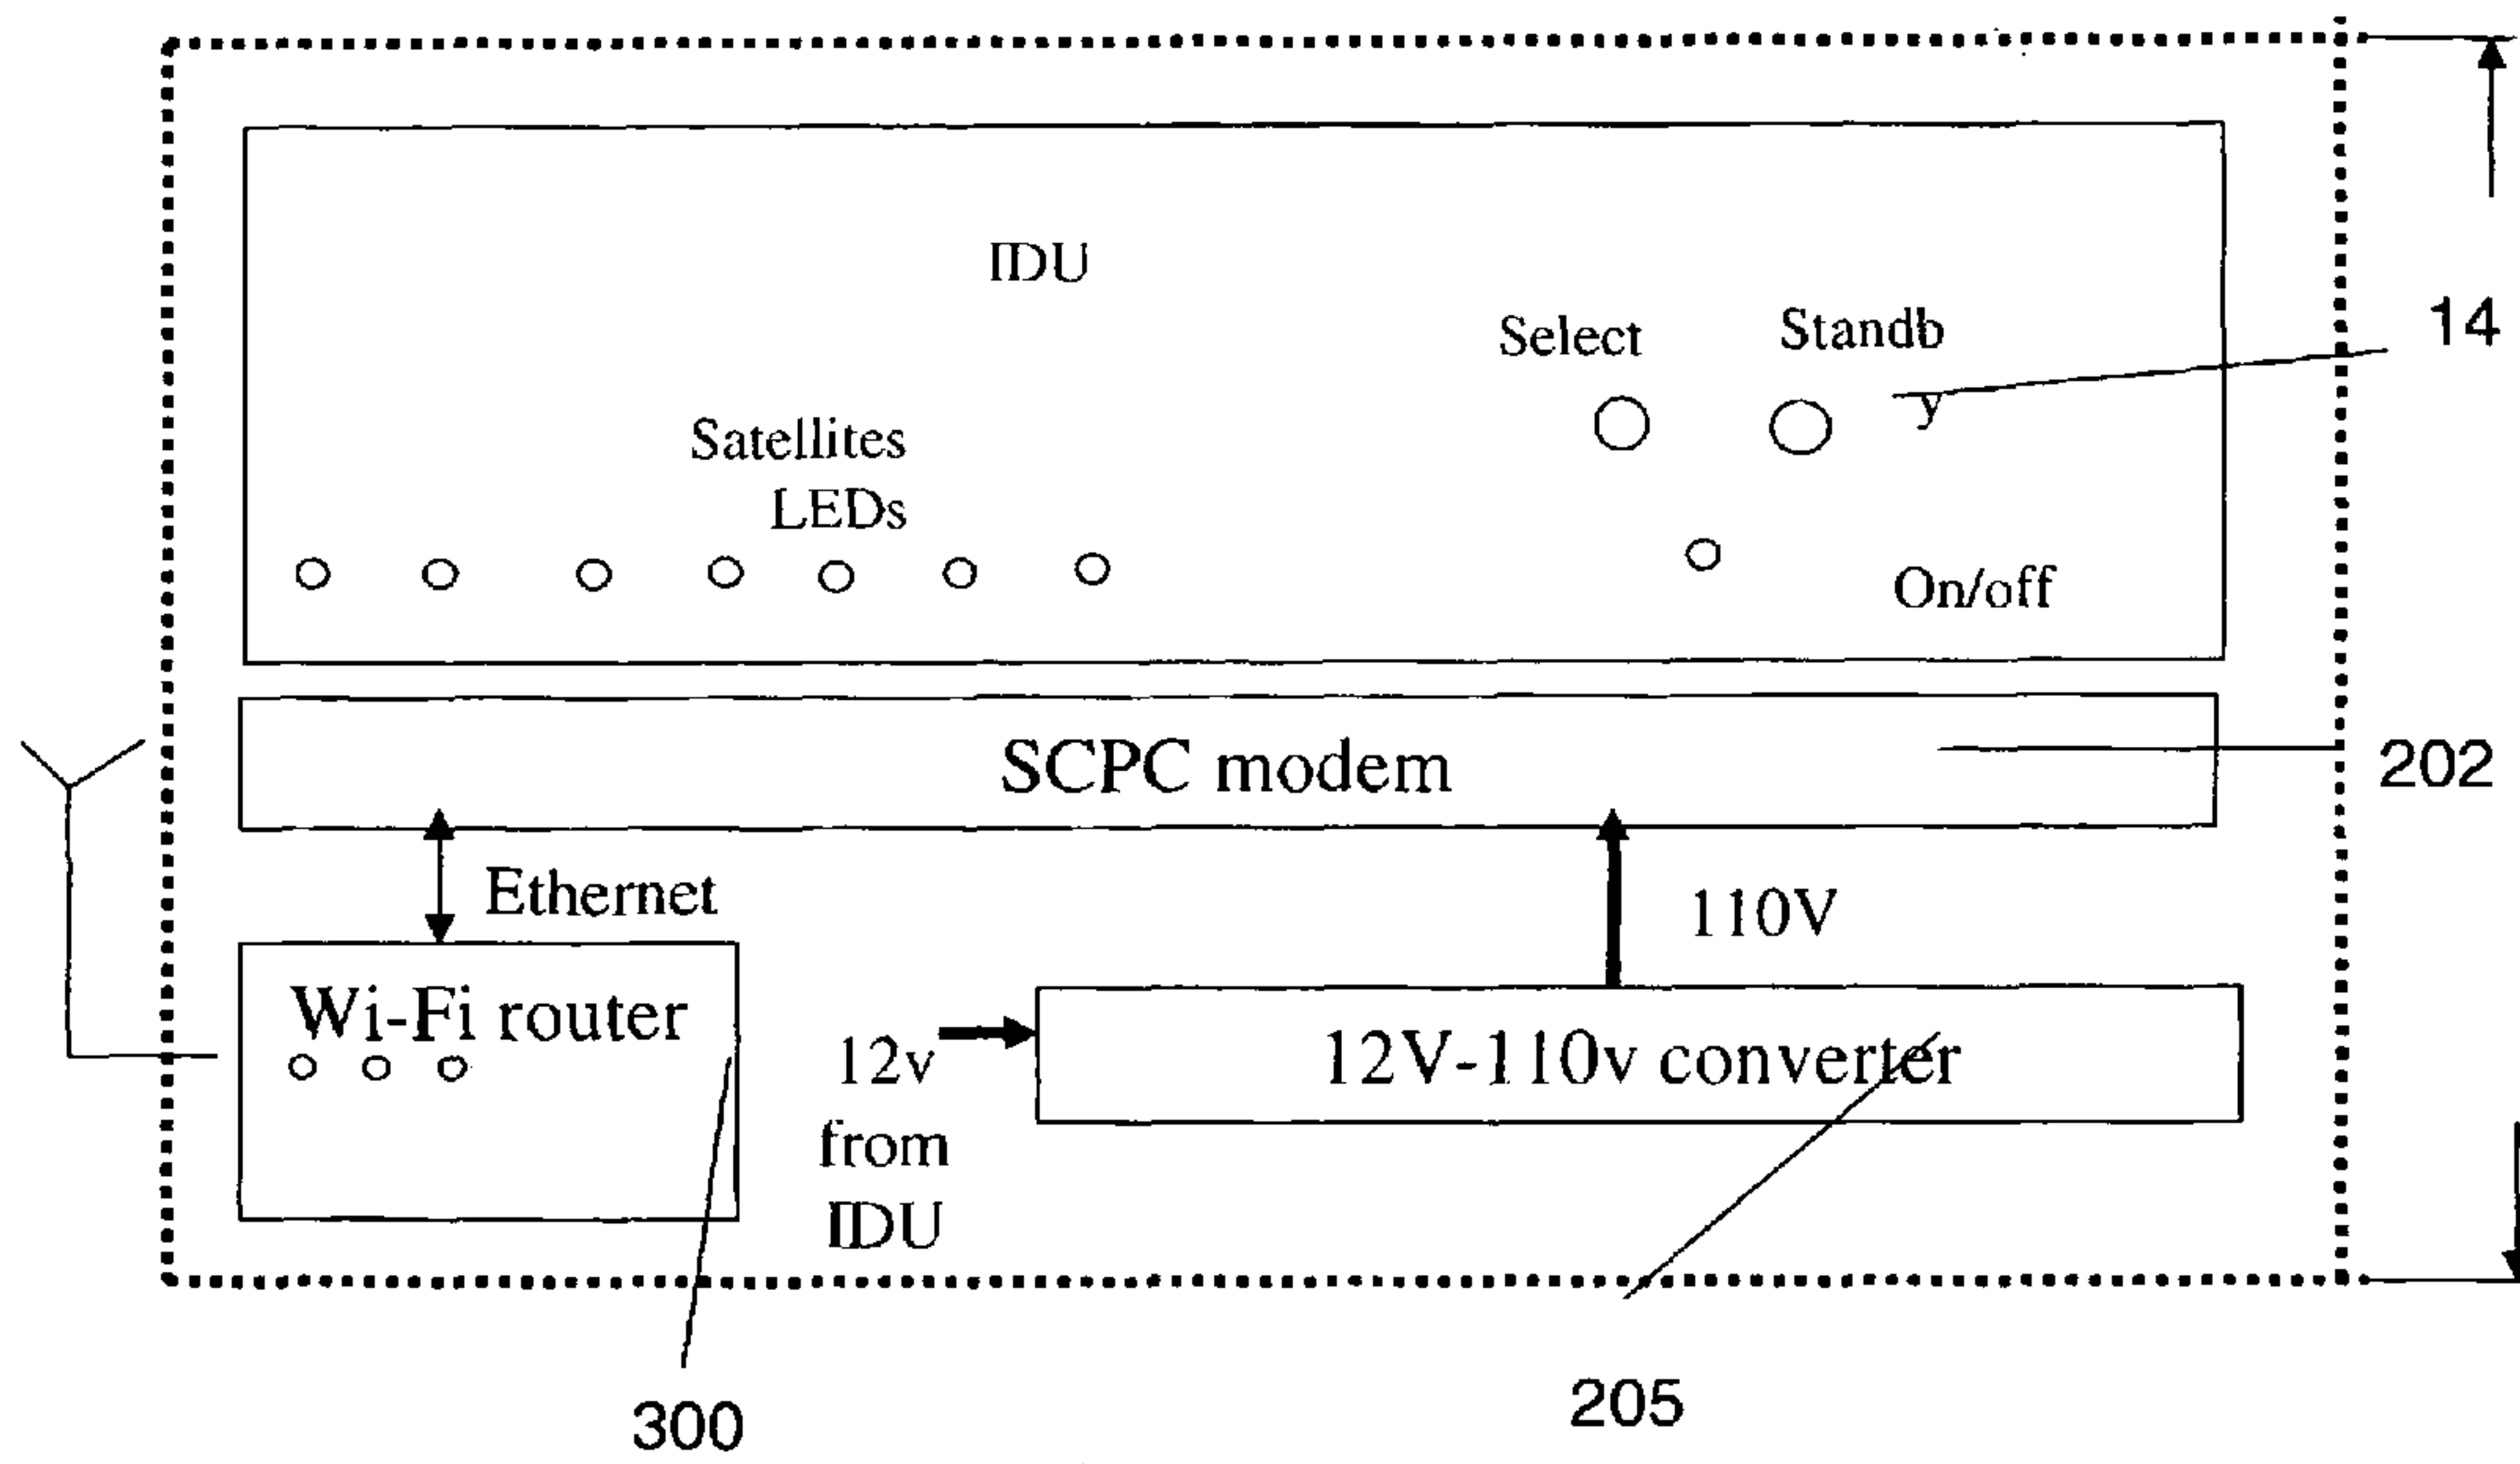 IDU
Select
Standb
y
14
Satellites
LEDs
On/off
SCPC modem
202
Ethernet
110V
Wi-Fi router
12v
from
IDU
12V-110v converter
300
205